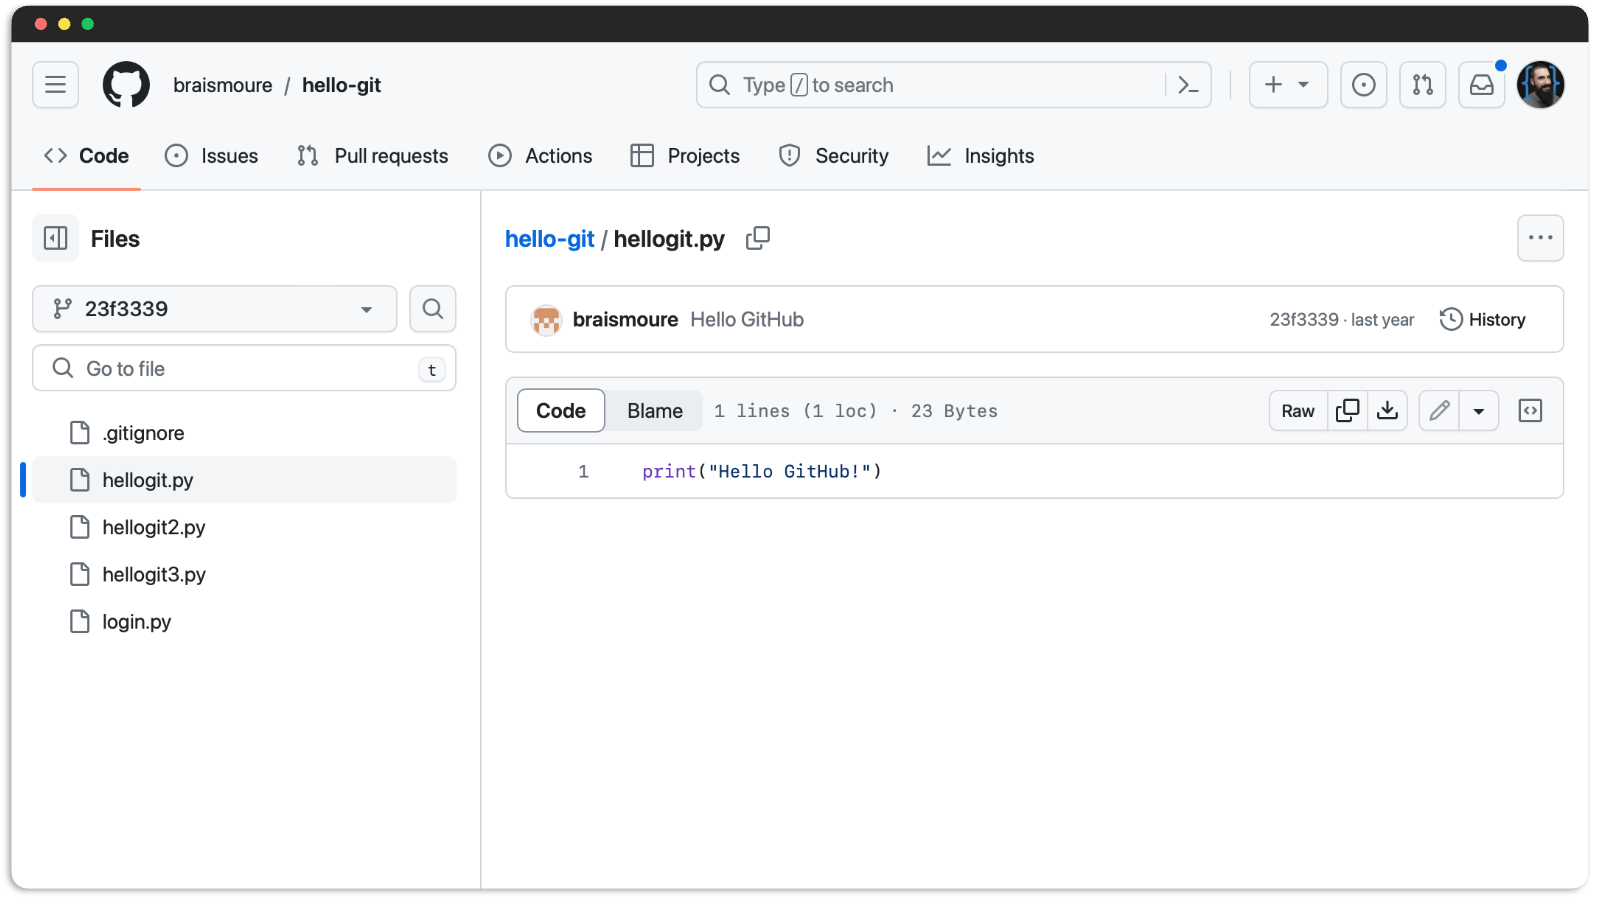 braismoure / hello-git
Type / to search
Code Issues Pull requests Actions Projects Security Insights
Files
23f3339
Go to file t
.gitignore
hellogit.py
hellogit2.py
hellogit3.py
login.py
hello-git / hellogit.py
braismoure Hello GitHub 23f3339 · last year History
Code Blame 1 lines (1 loc) · 23 Bytes Raw
1 print("Hello GitHub!")